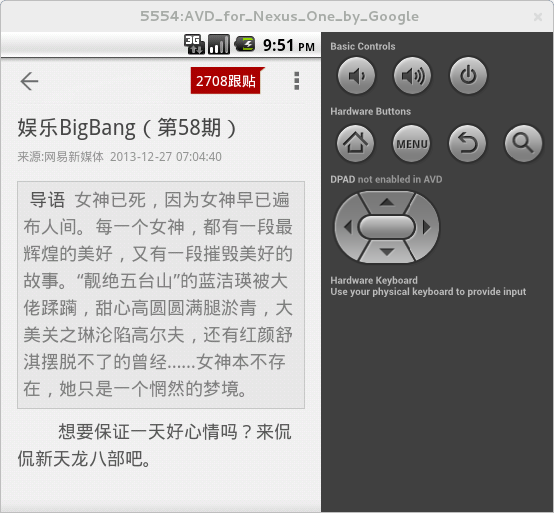 5554:AVD_for_Nexus_One_by_Google
3G 9:51 PM
2708跟贴
娱乐BigBang（第58期）
来源:网易新媒体 2013-12-27 07:04:40
导语 女神已死，因为女神早已遍
布人间。每一个女神，都有一段最
辉煌的美好，又有一段摧毁美好的
故事。“靓绝五台山”的蓝洁瑛被大
佬蹂躏，甜心高圆圆满腿淤青，大
美关之琳沦陷高尔夫，还有红颜舒
淇摆脱不了的曾经......女神本不存
在，她只是一个惘然的梦境。
想要保证一天好心情吗？来侃
侃新天龙八部吧。
Basic Controls
Hardware Buttons
MENU
DPAD not enabled in AVD
Hardware Keyboard
Use your physical keyboard to provide input